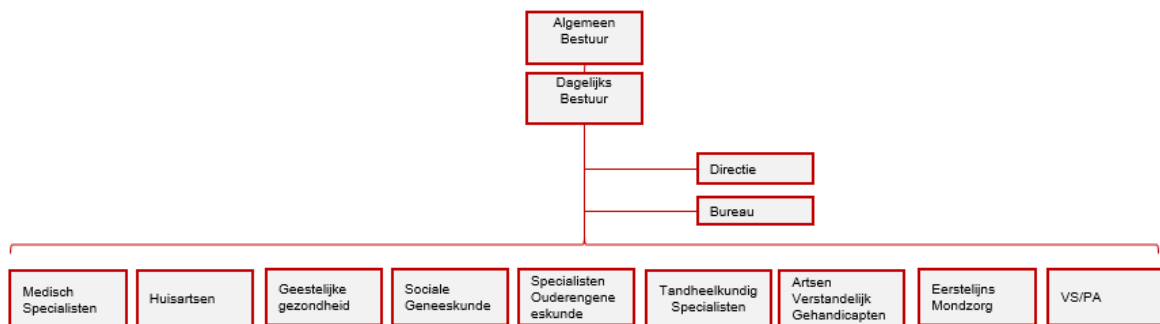 Algemeen
Bestuur
Dagelijks
Bestuur
Directie
Bureau
Medisch
Specialisten
Huisartsen
Geestelijke
gezondheid
Sociale
Geneeskunde
Specialisten
Ouderengene
eskunde
Tandheelkundig
Specialisten
Artsen
Verstandelijk
Gehandicapten
Eerstelijns
Mondzorg
VS/PA